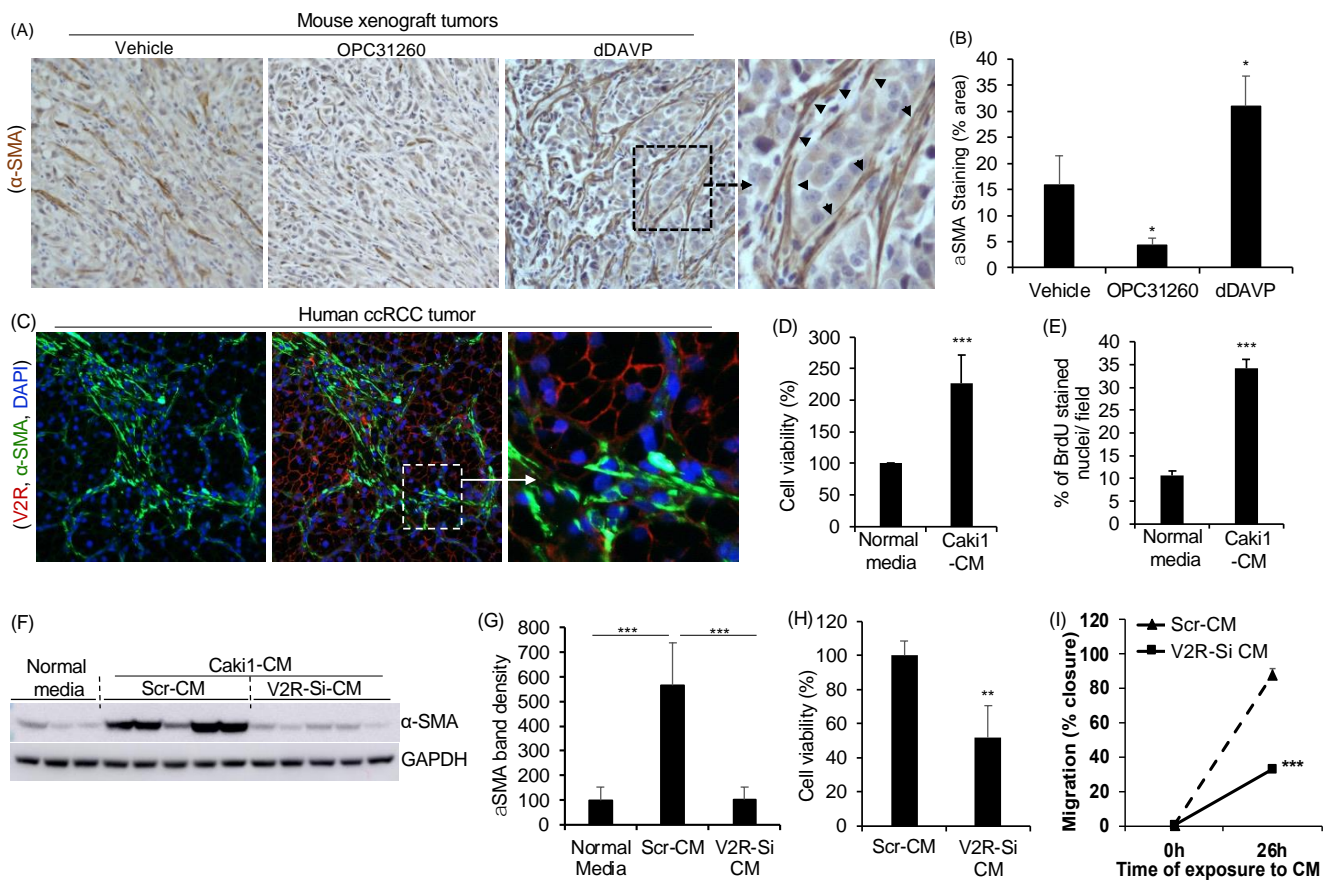 (A)
Mouse xenograft tumors
Vehicle
OPC31260
dDAVP
(α-SMA)
(B)
aSMA Staining (% area)
40
35
30
25
20
15
10
5
0
*
*
Vehicle
OPC31260
dDAVP
(C)
Human ccRCC tumor
(V2R, α-SMA, DAPI)
(D)
Cell viability (%)
300
250
200
150
100
50
0
***
Normal media
Caki1 -CM
(E)
% of BrdU stained
nuclei/ field
40
35
30
25
20
15
10
5
0
***
Normal media
Caki1 -CM
(F)
Normal media
Caki1-CM
Scr-CM
V2R-Si-CM
α-SMA
GAPDH
(G)
aSMA band density
800
700
600
500
400
300
200
100
0
***
***
Normal Media
Scr-CM
V2R-Si CM
(H)
Cell viability (%)
120
100
80
60
40
20
0
**
Scr-CM
V2R-Si CM
(I)
Migration (% closure)
120
100
80
60
40
20
0
Scr-CM
V2R-Si CM
***
0h
26h
Time of exposure to CM